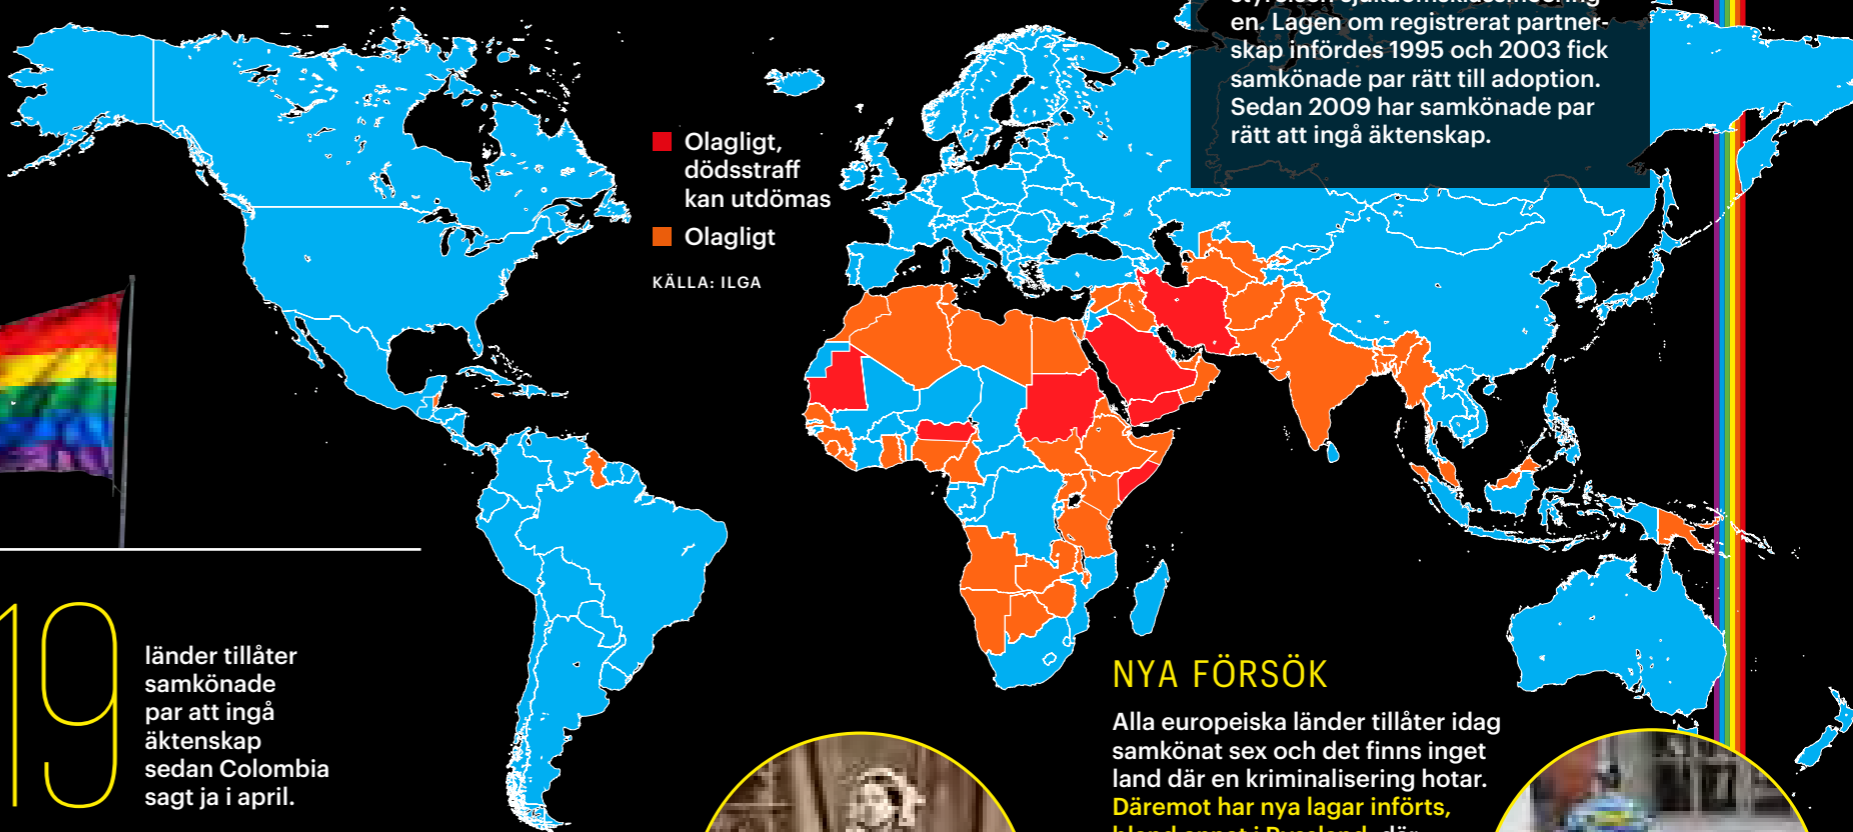 en. Lagen om registrerat partner-
skap infördes 1995 och 2003 fick
samkönade par rätt till adoption.
Sedan 2009 har samkönade par
rätt att ingå äktenskap.
Olagligt,
dödsstraff
kan utdömas
Olagligt
KÄLLA: ILGA
19
länder tillåter
samkönade
par att ingå
äktenskap
sedan Colombia
sagt ja i april.
NYA FÖRSÖK
Alla europeiska länder tillåter idag
samkönat sex och det finns inget
land där en kriminalisering hotar.
Däremot har nya lagar införts,